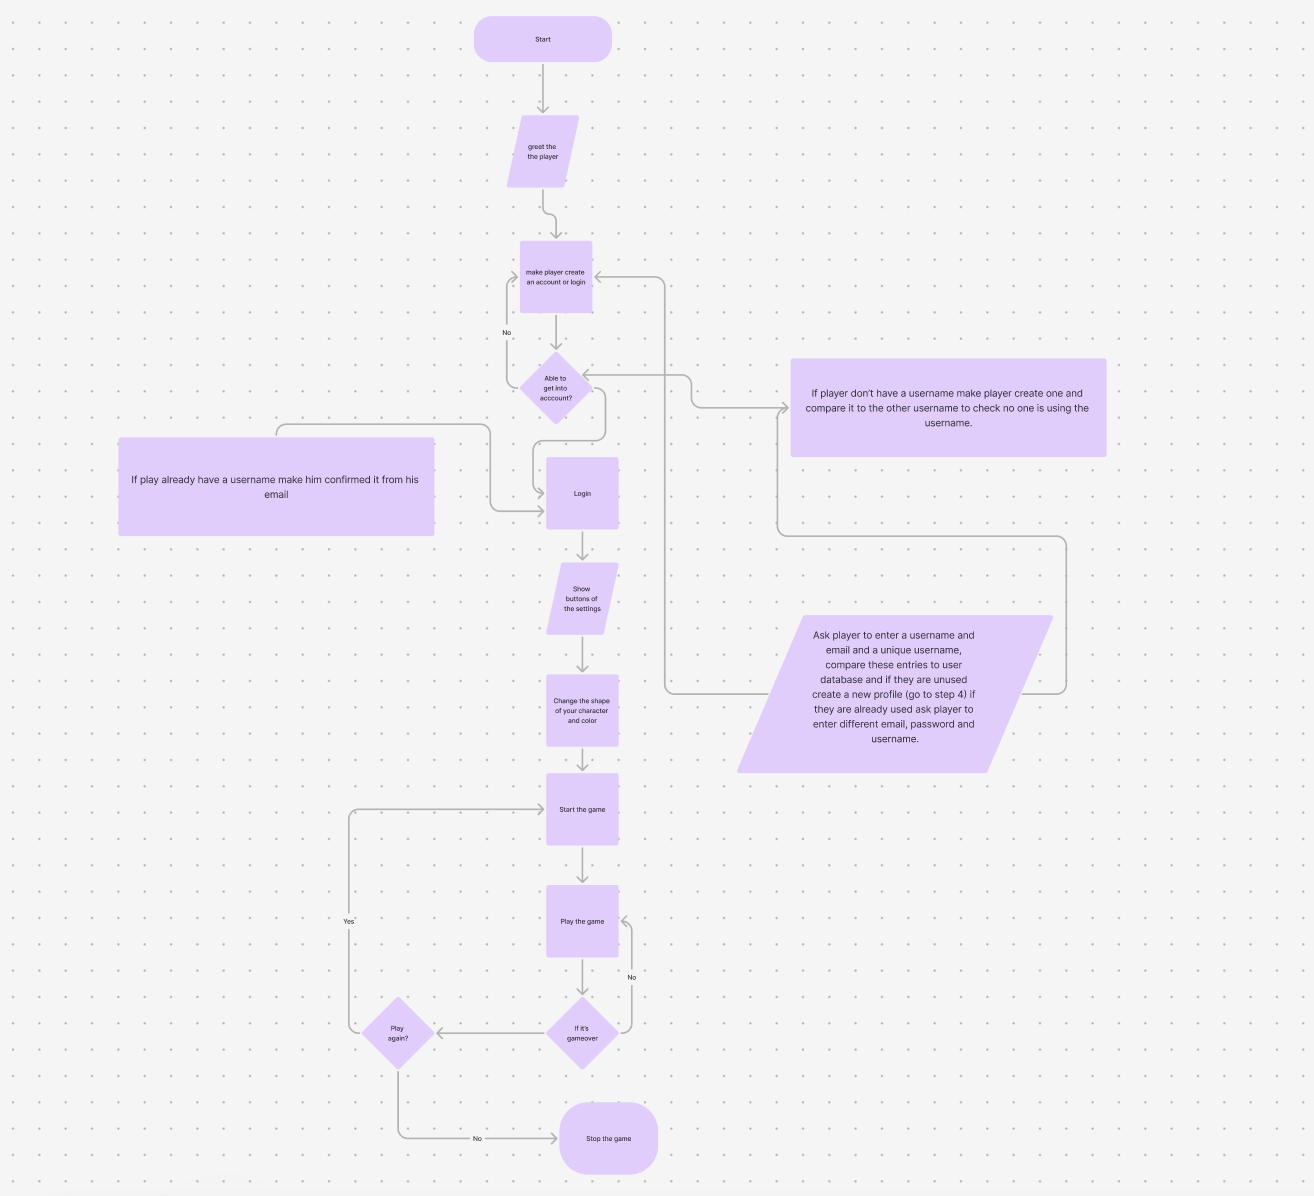 Start
greet the
the player
make player create
an account or login
No
Able to
get into
acccount?
If player don't have a username make player create one and
compare it to the other username to check no one is using the
username.
If play already have a username make him confirmed it from his
email
Login
Show
buttons of
the settings
Ask player to enter a username and
email and a unique username,
compare these entries to user
database and if they are unused
create a new profile (go to step 4) if
they are already used ask player to
enter different email, password and
username.
Change the shape
of your character
and color
Start the game
Yes
Play the game
No
Play
again?
If it's
gameover
No
Stop the game